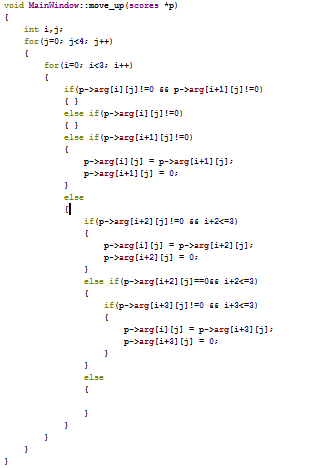 void MainWindow::move_up(scores *p)
{
int i,j;
for(j=0; j<4; j++)
{
for(i=0; i<3; i++)
{
if(p->arg[i][j]!=0 && p->arg[i+1][j]!=0)
{ }
else if(p->arg[i][j]!=0)
{ }
else if(p->arg[i+1][j]!=0)
{
p->arg[i][j] = p->arg[i+1][j];
p->arg[i+1][j] = 0;
}
else
{
if(p->arg[i+2][j]!=0 && i+2<=3)
{
p->arg[i][j] = p->arg[i+2][j];
p->arg[i+2][j] = 0;
}
else if(p->arg[i+2][j]==0&& i+2<=3)
{
if(p->arg[i+3][j]!=0 && i+3<=3)
{
p->arg[i][j] = p->arg[i+3][j];
p->arg[i+3][j] = 0;
}
}
else
{
}
}
}
}
}